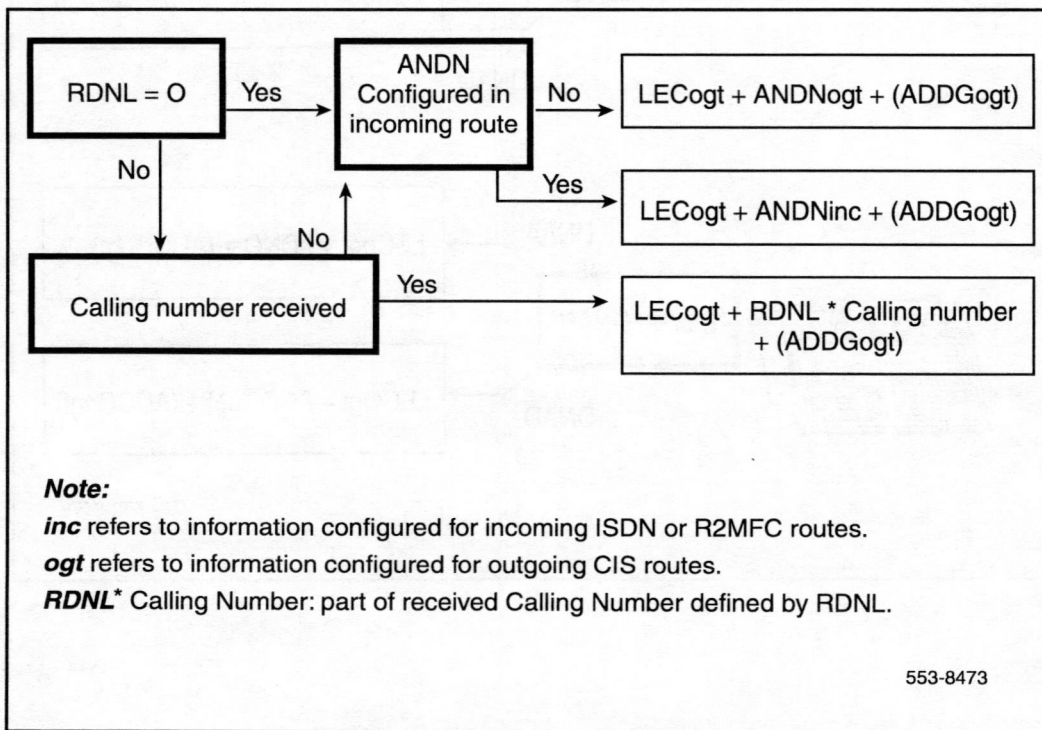 RDNL = O
Yes
ANDN
Configured in
incoming route
No
LECogt + ANDNogt + (ADDGogt)
No
Yes
LECogt + ANDNinc + (ADDGogt)
No
Calling number received
Yes
LECogt + RDNL * Calling number
+ (ADDGogt)
Note:
inc refers to information configured for incoming ISDN or R2MFC routes.
ogt refers to information configured for outgoing CIS routes.
RDNL* Calling Number: part of received Calling Number defined by RDNL.
553-8473